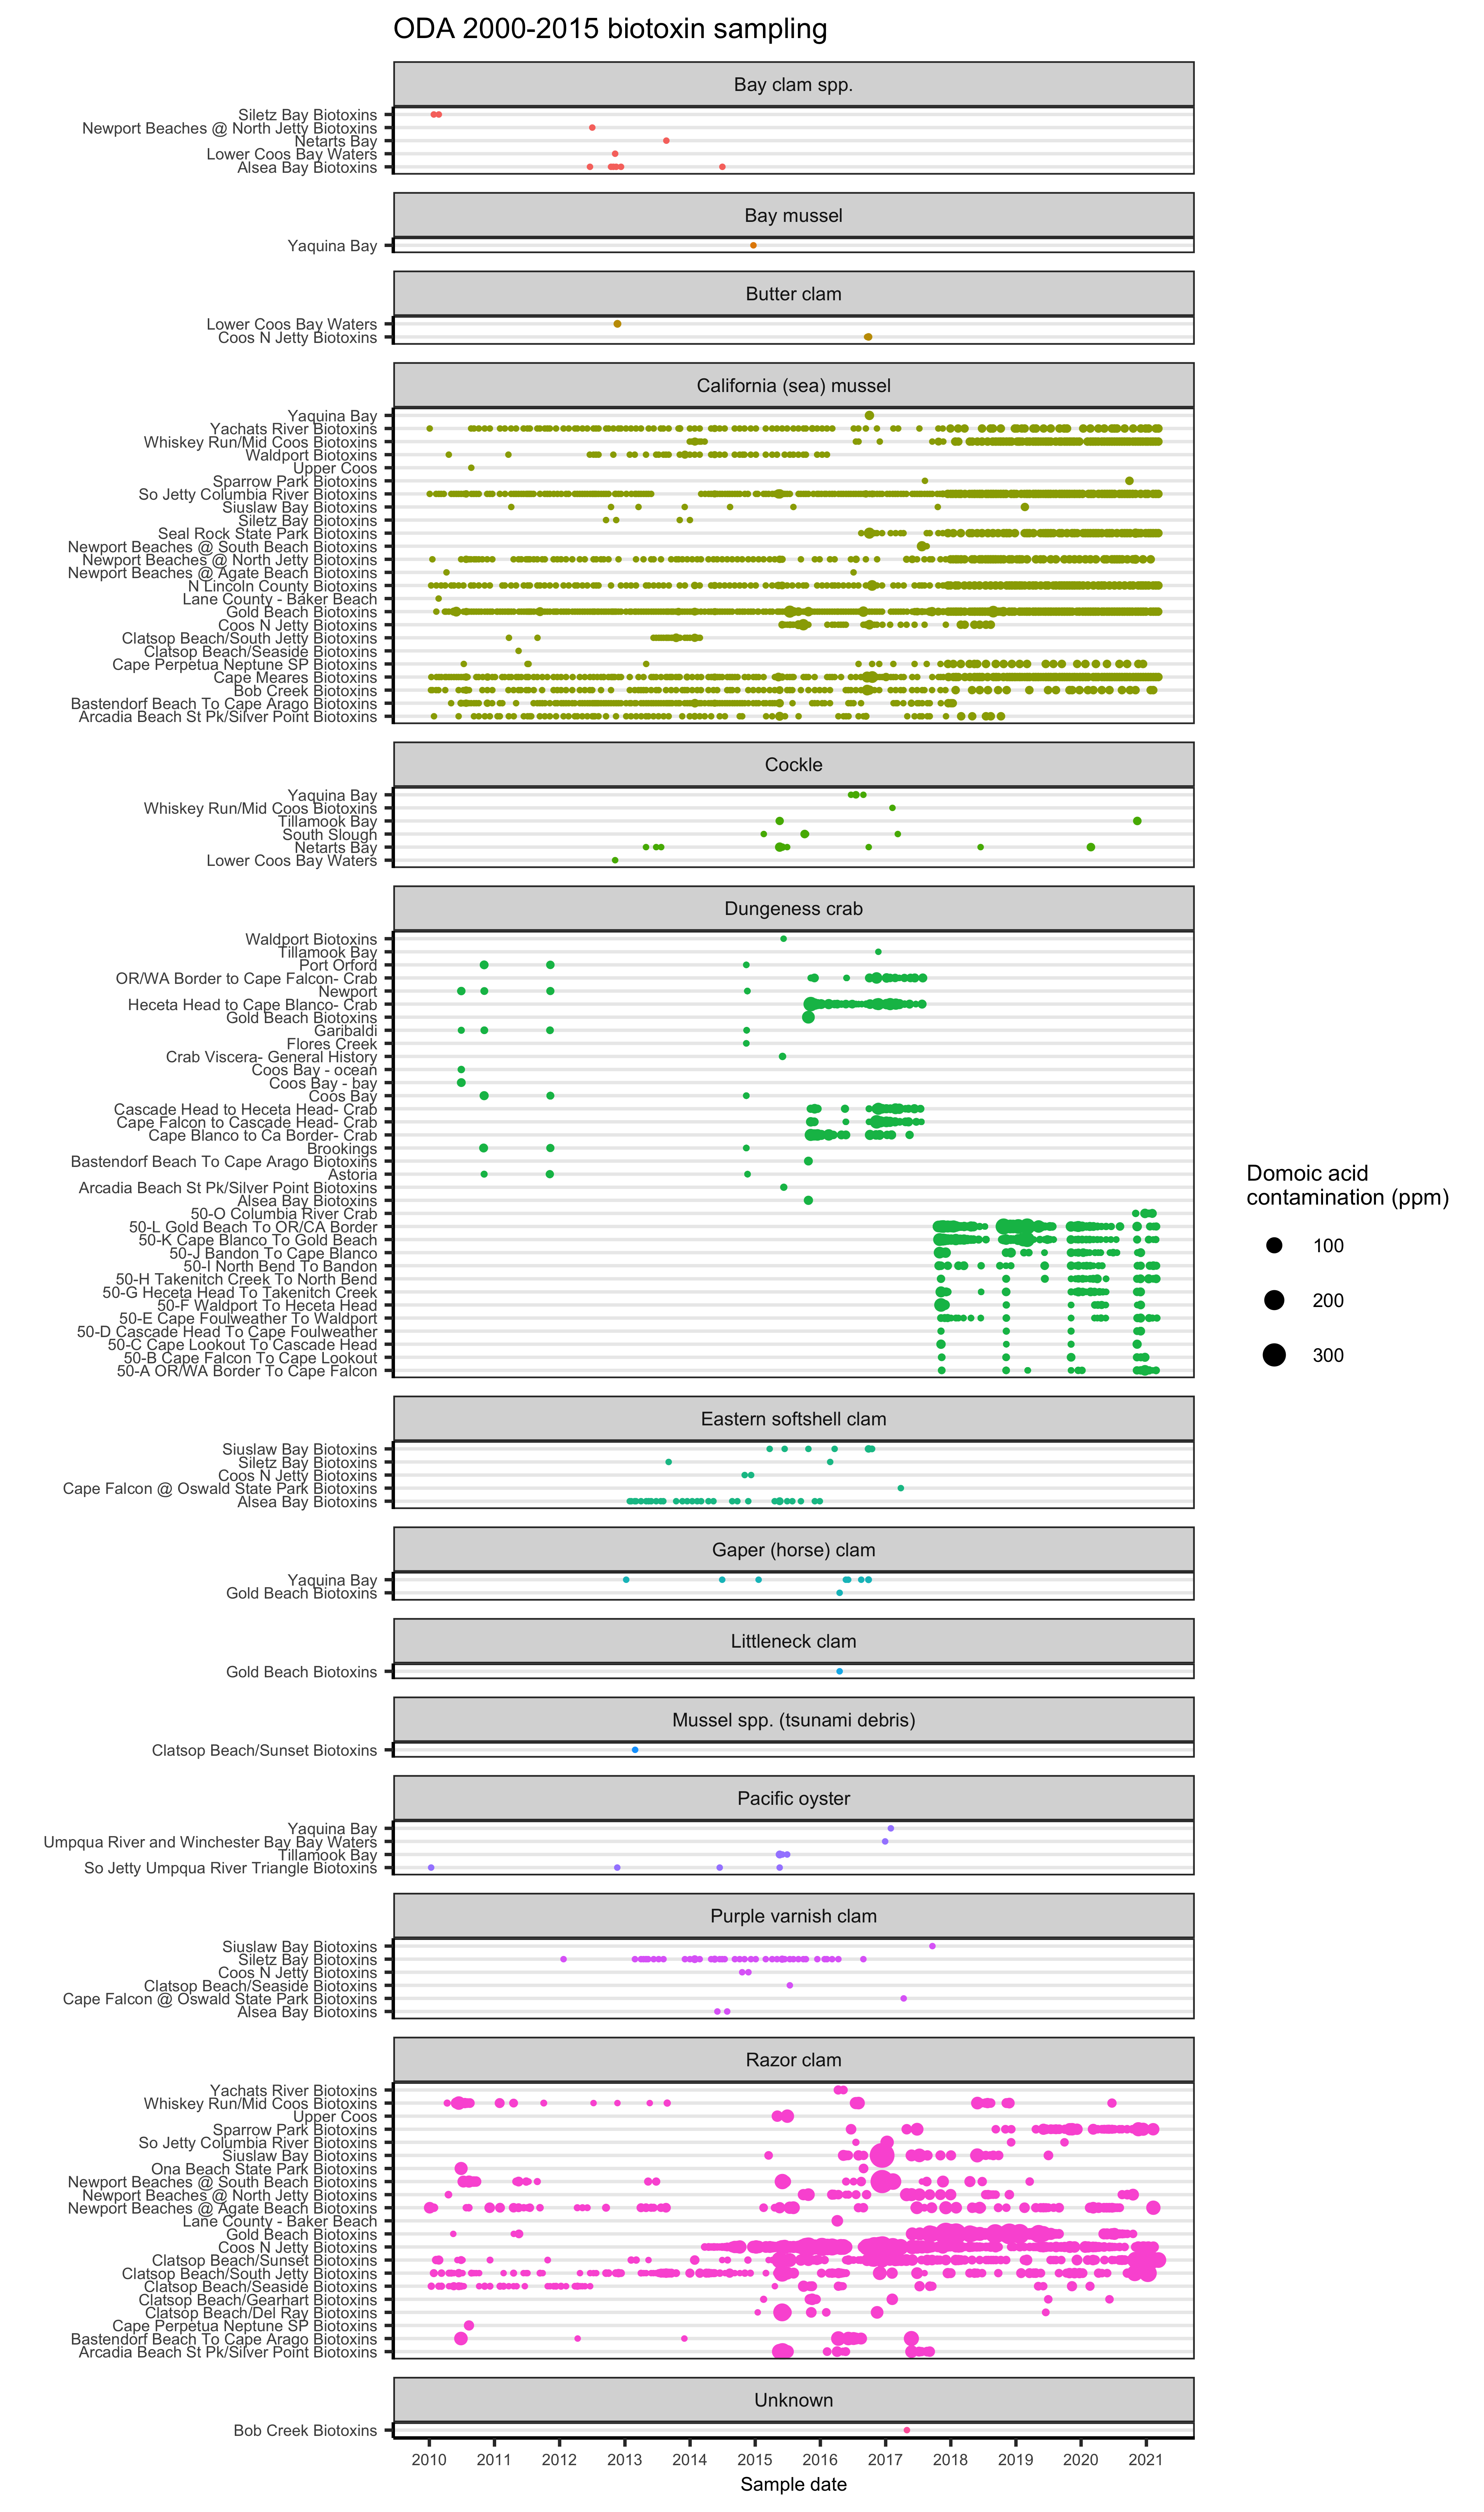 ODA 2000-2015 biotoxin sampling
Bay clam spp.
Siletz Bay Biotoxins
Newport Beaches @ North Jetty Biotoxins
Netarts Bay
Lower Coos Bay Waters
Alsea Bay Biotoxins
Bay mussel
Yaquina Bay
Butter clam
Lower Coos Bay Waters
Coos N Jetty Biotoxins
California (sea) mussel
Yaquina Bay
Yachats River Biotoxins
Whiskey Run/Mid Coos Biotoxins
Waldport Biotoxins
Upper Coos
Sparrow Park Biotoxins
So Jetty Columbia River Biotoxins
Siuslaw Bay Biotoxins
Siletz Bay Biotoxins
Seal Rock State Park Biotoxins
Newport Beaches @ South Beach Biotoxins
Newport Beaches @ North Jetty Biotoxins
Newport Beaches @ Agate Beach Biotoxins
N Lincoln County Biotoxins
Lane County - Baker Beach
Gold Beach Biotoxins
Coos N Jetty Biotoxins
Clatsop Beach/South Jetty Biotoxins
Clatsop Beach/Seaside Biotoxins
Cape Perpetua Neptune SP Biotoxins
Cape Meares Biotoxins
Bob Creek Biotoxins
Bastendorf Beach To Cape Arago Biotoxins
Arcadia Beach St Pk/Silver Point Biotoxins
Cockle
Yaquina Bay
Whiskey Run/Mid Coos Biotoxins
Tillamook Bay
South Slough
Netarts Bay
Lower Coos Bay Waters
Dungeness crab
Waldport Biotoxins
Tillamook Bay
Port Orford
OR/WA Border to Cape Falcon- Crab
Newport
Heceta Head to Cape Blanco- Crab
Gold Beach Biotoxins
Garibaldi
Flores Creek
Crab Viscera- General History
Coos Bay - ocean
Coos Bay - bay
Coos Bay
Cascade Head to Heceta Head- Crab
Cape Falcon to Cascade Head- Crab
Cape Blanco to Ca Border- Crab
Brookings
Bastendorf Beach To Cape Arago Biotoxins
Astoria
Arcadia Beach St Pk/Silver Point Biotoxins
Alsea Bay Biotoxins
50-O Columbia River Crab
50-L Gold Beach To OR/CA Border
50-K Cape Blanco To Gold Beach
50-J Bandon To Cape Blanco
50-I North Bend To Bandon
50-H Takenitch Creek To North Bend
50-G Heceta Head To Takenitch Creek
50-F Waldport To Heceta Head
50-E Cape Foulweather To Waldport
50-D Cascade Head To Cape Foulweather
50-C Cape Lookout To Cascade Head
50-B Cape Falcon To Cape Lookout
50-A OR/WA Border To Cape Falcon
Domoic acid
contamination (ppm)
100
200
300
Eastern softshell clam
Siuslaw Bay Biotoxins
Siletz Bay Biotoxins
Coos N Jetty Biotoxins
Cape Falcon @ Oswald State Park Biotoxins
Alsea Bay Biotoxins
Gaper (horse) clam
Yaquina Bay
Gold Beach Biotoxins
Littleneck clam
Gold Beach Biotoxins
Mussel spp. (tsunami debris)
Clatsop Beach/Sunset Biotoxins
Pacific oyster
Yaquina Bay
Umpqua River and Winchester Bay Bay Waters
Tillamook Bay
So Jetty Umpqua River Triangle Biotoxins
Purple varnish clam
Siuslaw Bay Biotoxins
Siletz Bay Biotoxins
Coos N Jetty Biotoxins
Clatsop Beach/Seaside Biotoxins
Cape Falcon @ Oswald State Park Biotoxins
Alsea Bay Biotoxins
Razor clam
Yachats River Biotoxins
Whiskey Run/Mid Coos Biotoxins
Upper Coos
Sparrow Park Biotoxins
So Jetty Columbia River Biotoxins
Siuslaw Bay Biotoxins
Ona Beach State Park Biotoxins
Newport Beaches @ South Beach Biotoxins
Newport Beaches @ North Jetty Biotoxins
Newport Beaches @ Agate Beach Biotoxins
Lane County - Baker Beach
Gold Beach Biotoxins
Coos N Jetty Biotoxins
Clatsop Beach/Sunset Biotoxins
Clatsop Beach/South Jetty Biotoxins
Clatsop Beach/Seaside Biotoxins
Clatsop Beach/Gearhart Biotoxins
Clatsop Beach/Del Ray Biotoxins
Cape Perpetua Neptune SP Biotoxins
Bastendorf Beach To Cape Arago Biotoxins
Arcadia Beach St Pk/Silver Point Biotoxins
Unknown
Bob Creek Biotoxins
2010 2011 2012 2013 2014 2015 2016 2017 2018 2019 2020 2021
Sample date